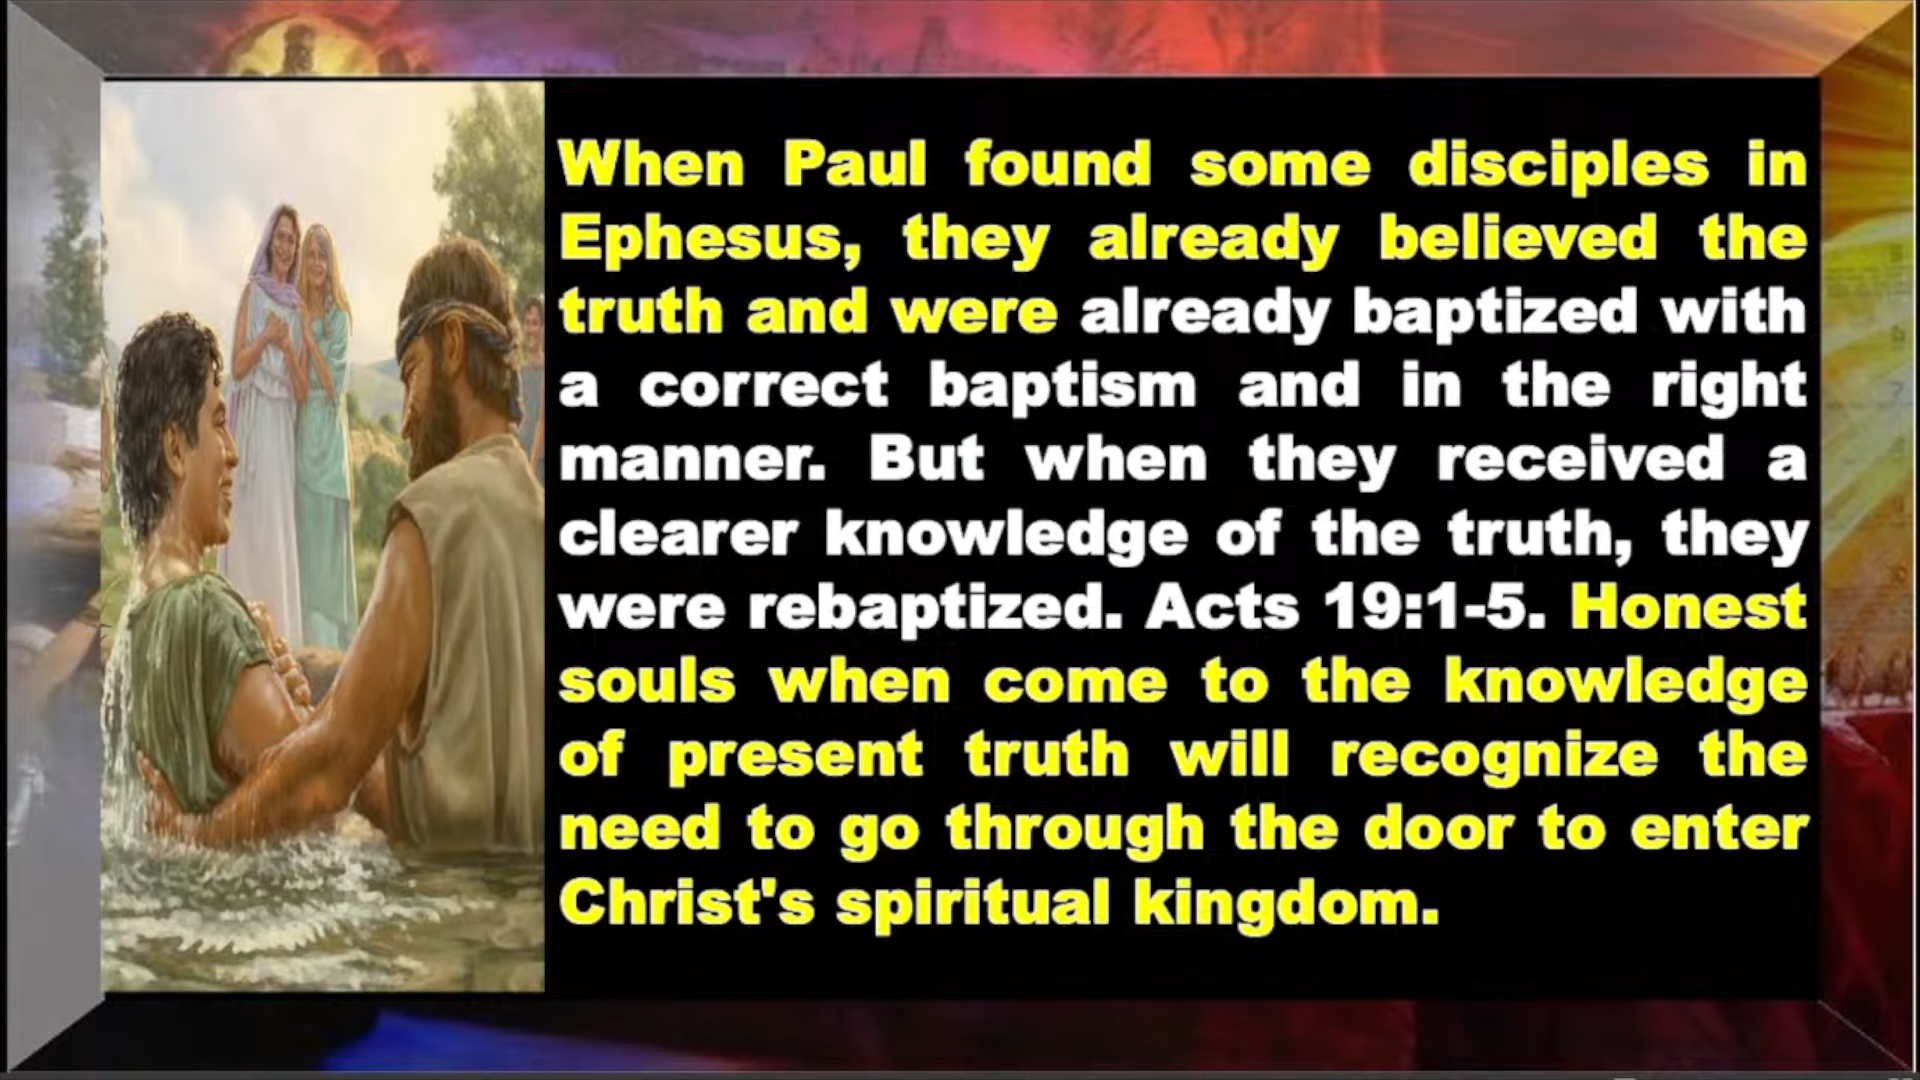 When Paul found some disciples in
Ephesus, they already believed the
truth and were already baptized with
a correct baptism and in the right
manner. But when they received a
clearer knowledge of the truth, they
were rebaptized. Acts 19:1-5. Honest
souls when come to the knowledge
of present truth will recognize the
need to go through the door to enter
Christ's spiritual kingdom.